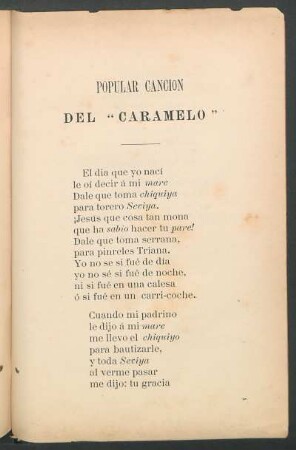 POPULAR CANCION
DEL “CARAMELO”
El dia que yo nací
le oí decir á mi mare
Dale que toma chiquiya
para torero Seviya.
¡Jesus que cosa tan mona
que ha sabio hacer tu pare!
Dale que toma serrana,
para pinreles Triana.
Yo no se si fué de dia
yo no sé si fué de noche,
ni si fué en una calesa
ó si fué en un carri-coche.
Cuando mi padrino
le dijo á mi mare
me llevo el chiquiyo
para bautizarle,
y toda Seviya
al verme pasar
me dijo: tu gracia